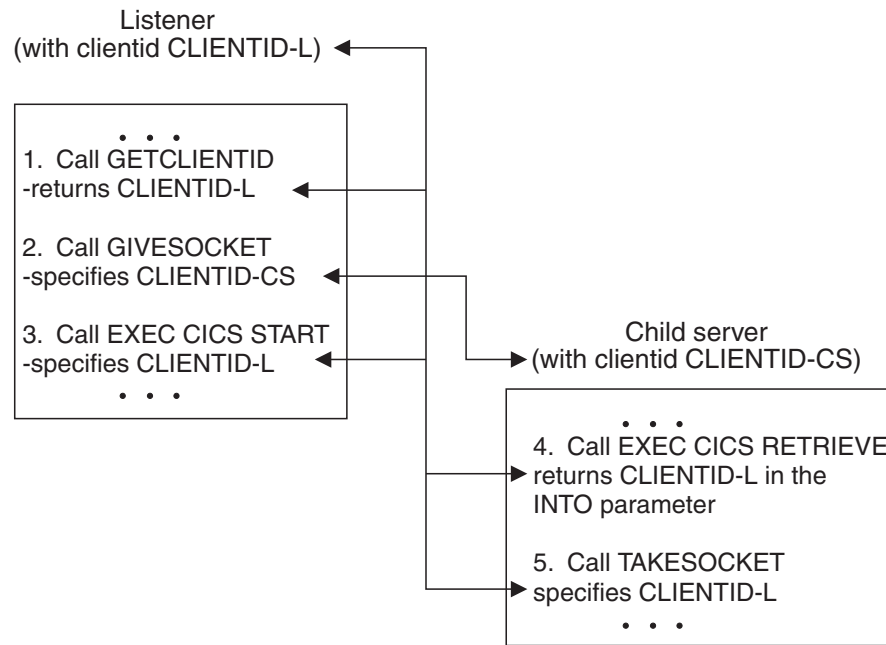 Listener
(with clientid CLIENTID-L)
. . .
1. Call GETCLIENTID
-returns CLIENTID-L
2. Call GIVESOCKET
-specifies CLIENTID-CS
3. Call EXEC CICS START
-specifies CLIENTID-L
. . .
Child server
(with clientid CLIENTID-CS)
. . .
4. Call EXEC CICS RETRIEVE
returns CLIENTID-L in the
INTO parameter
5. Call TAKESOCKET
specifies CLIENTID-L
. . .